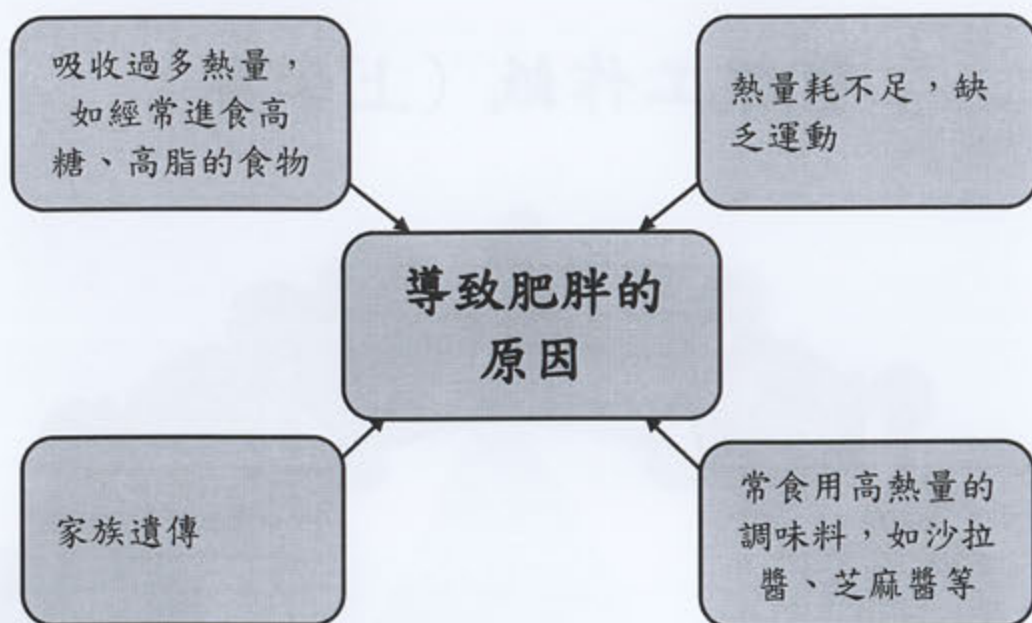 吸收過多熱量，
如經常進食高
糖、高脂的食物
熱量耗不足，缺
乏運動
導致肥胖的
原因
家族遺傳
常食用高熱量的
調味料，如沙拉
醬、芝麻醬等